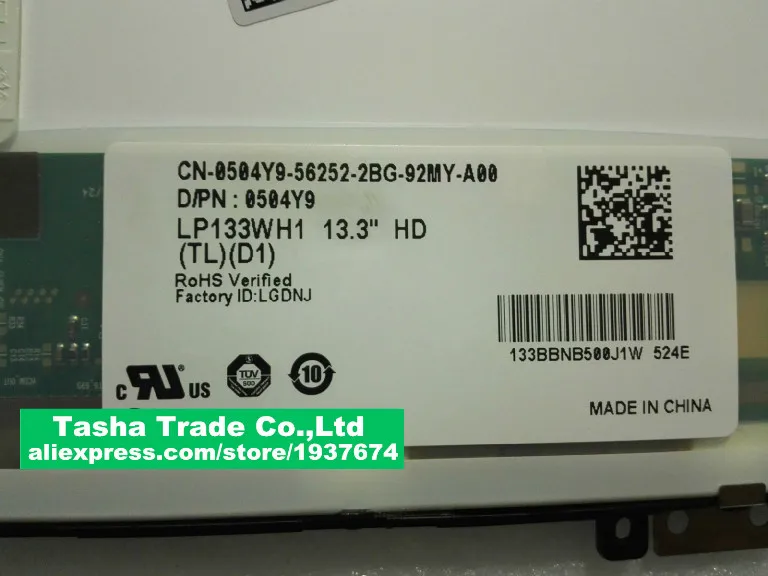 CN-0504Y9-56252-2BG-92MY-A00
D/PN : 0504Y9
LP133WH1 13.3" HD
(TL)(D1)
RoHS Verified
Factory ID:LGDNJ
133BBNB500J1W 524E
c RU US
TÜV
10
MADE IN CHINA
Tasha Trade Co.,Ltd
aliexpress.com/store/1937674